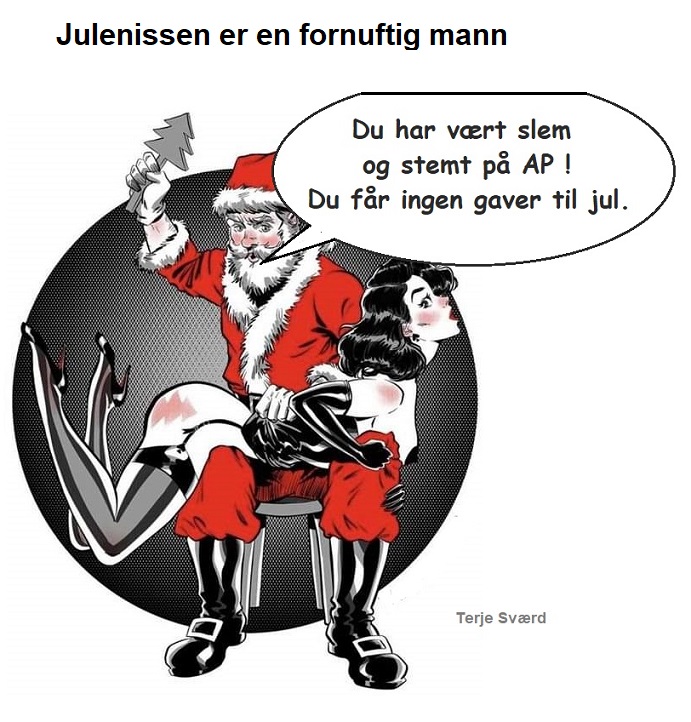 Julenissen er en fornuftig mann
Du har vært slem
og stemt på AP !
Du får ingen gaver til jul.
Terje Sværd